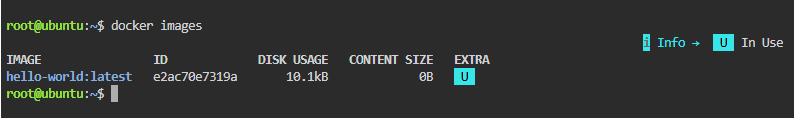 root@ubuntu:~$ docker images
i Info → U In Use
IMAGE ID DISK USAGE CONTENT SIZE EXTRA
hello-world:latest e2ac70e7319a 10.1kB 0B U
root@ubuntu:~$